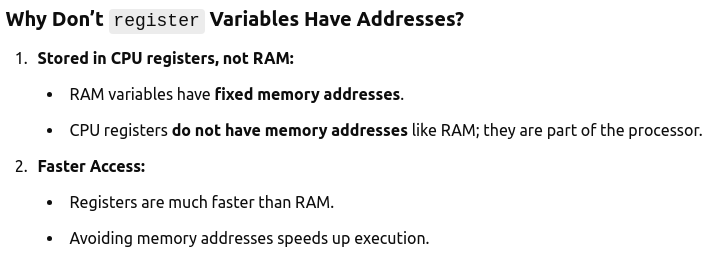 Why Don’t register Variables Have Addresses?
1. Stored in CPU registers, not RAM:
• RAM variables have fixed memory addresses.
• CPU registers do not have memory addresses like RAM; they are part of the processor.
2. Faster Access:
• Registers are much faster than RAM.
• Avoiding memory addresses speeds up execution.